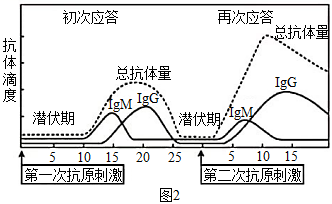 初次应答 再次应答
抗体滴度
总抗体量 总抗体量
潜伏期 IgM IgG 潜伏期 IgM IgG
5 10 15 20 25 5 10 15
第一次抗原刺激 第二次抗原刺激
图2